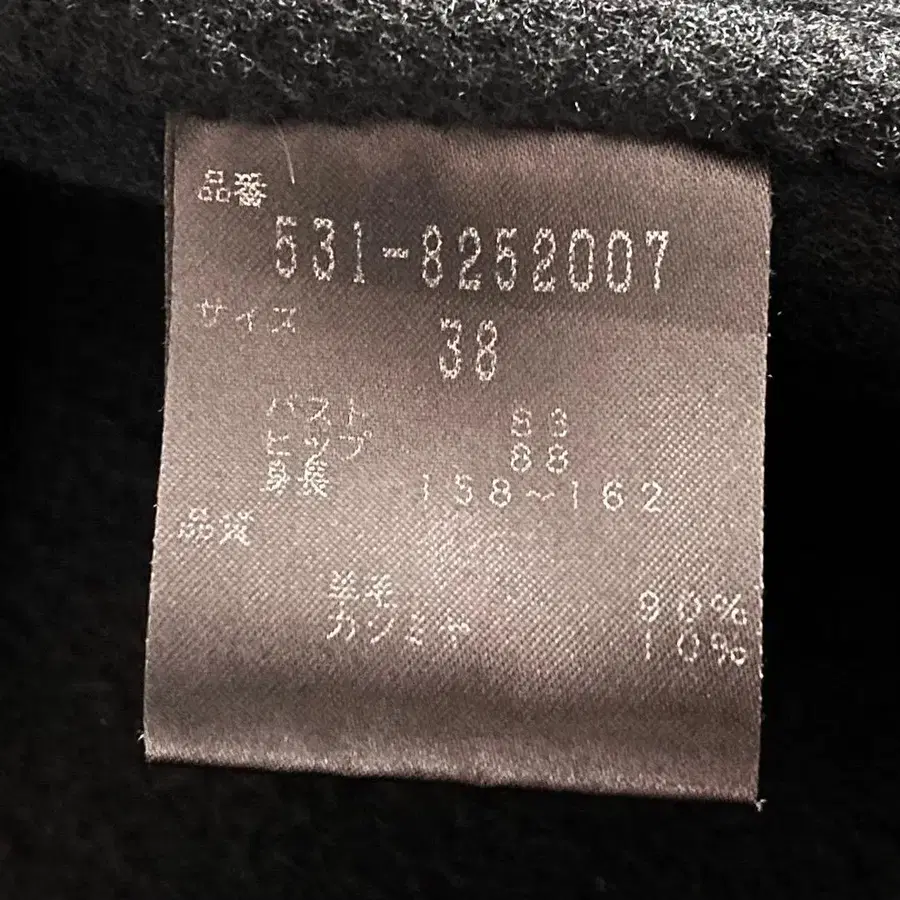 品番
531-8252007
サイズ 38
バスト 83
ヒップ 88
身長 158~162
品質
羊毛 90%
カシミヤ 10%